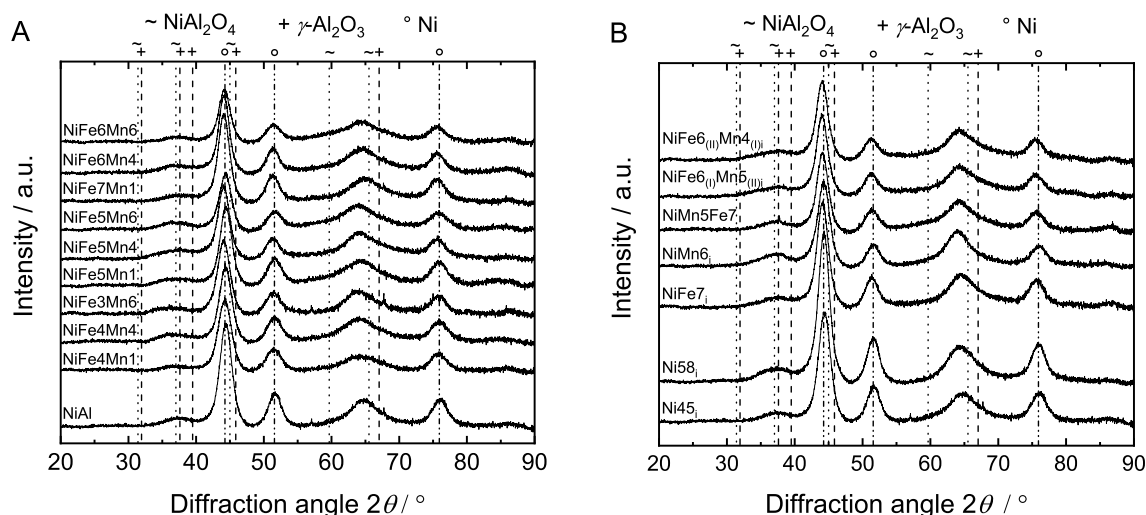 A
~ NiAl₂O₄ + γ-Al₂O₃ ° Ni
~ + ~ + + ° ~ + ° ~ ~ + °
NiFe6Mn6
NiFe6Mn4
NiFe7Mn1
NiFe5Mn6
NiFe5Mn4
NiFe5Mn1
NiFe3Mn6
NiFe4Mn4
NiFe4Mn1
NiAl
Intensity / a.u.
20 30 40 50 60 70 80 90
Diffraction angle 2θ / °
B
~ NiAl₂O₄ + γ-Al₂O₃ ° Ni
~ + ~ + + ° ~ + ° ~ ~ + °
NiFe6₍II₎Mn4₍I₎i
NiFe6₍I₎Mn5₍II₎i
NiMn5Fe7
NiMn6ᵢ
NiFe7ᵢ
Ni58ᵢ
Ni45ᵢ
Intensity / a.u.
20 30 40 50 60 70 80 90
Diffraction angle 2θ / °